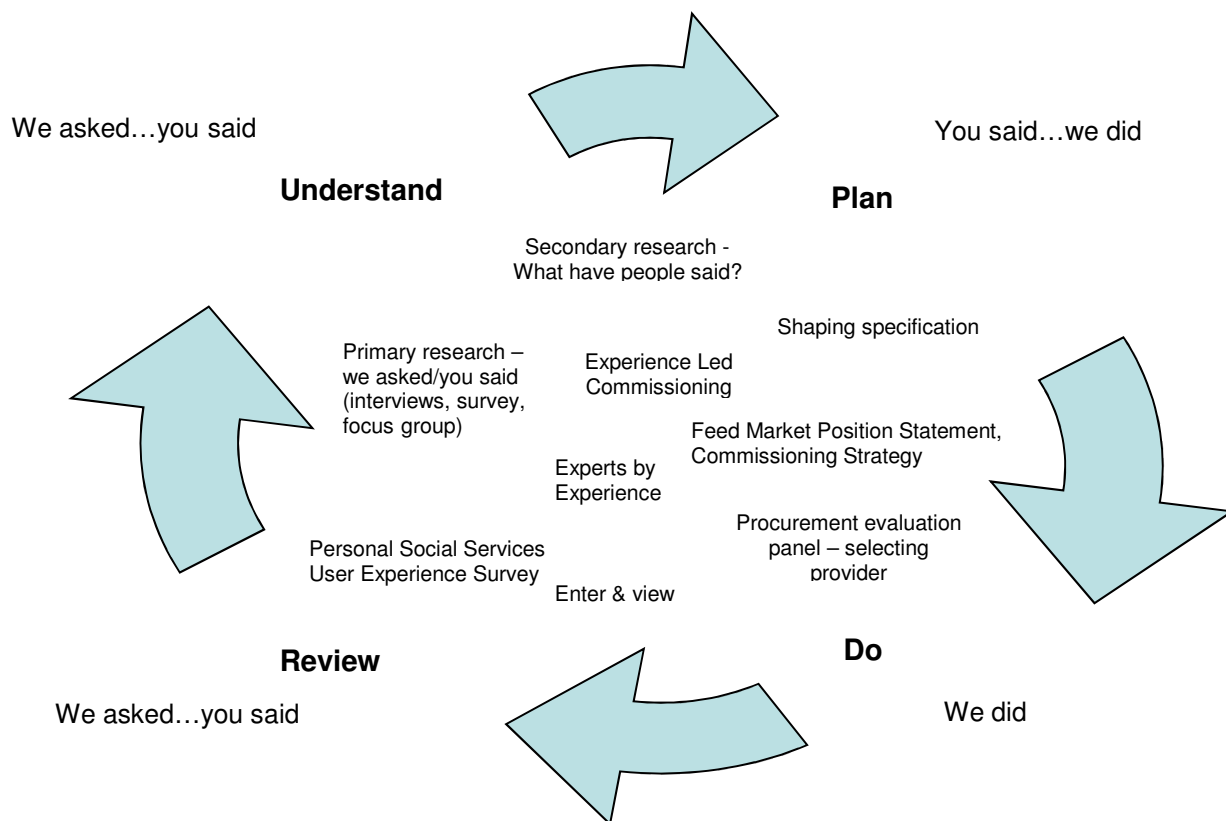 We asked…you said
You said…we did
Understand
Plan
Secondary research -
What have people said?
Shaping specification
Primary research –
we asked/you said
(interviews, survey,
focus group)
Experience Led
Commissioning
Feed Market Position Statement,
Commissioning Strategy
Experts by
Experience
Procurement evaluation
panel – selecting
provider
Personal Social Services
User Experience Survey
Enter & view
Review
Do
We asked…you said
We did